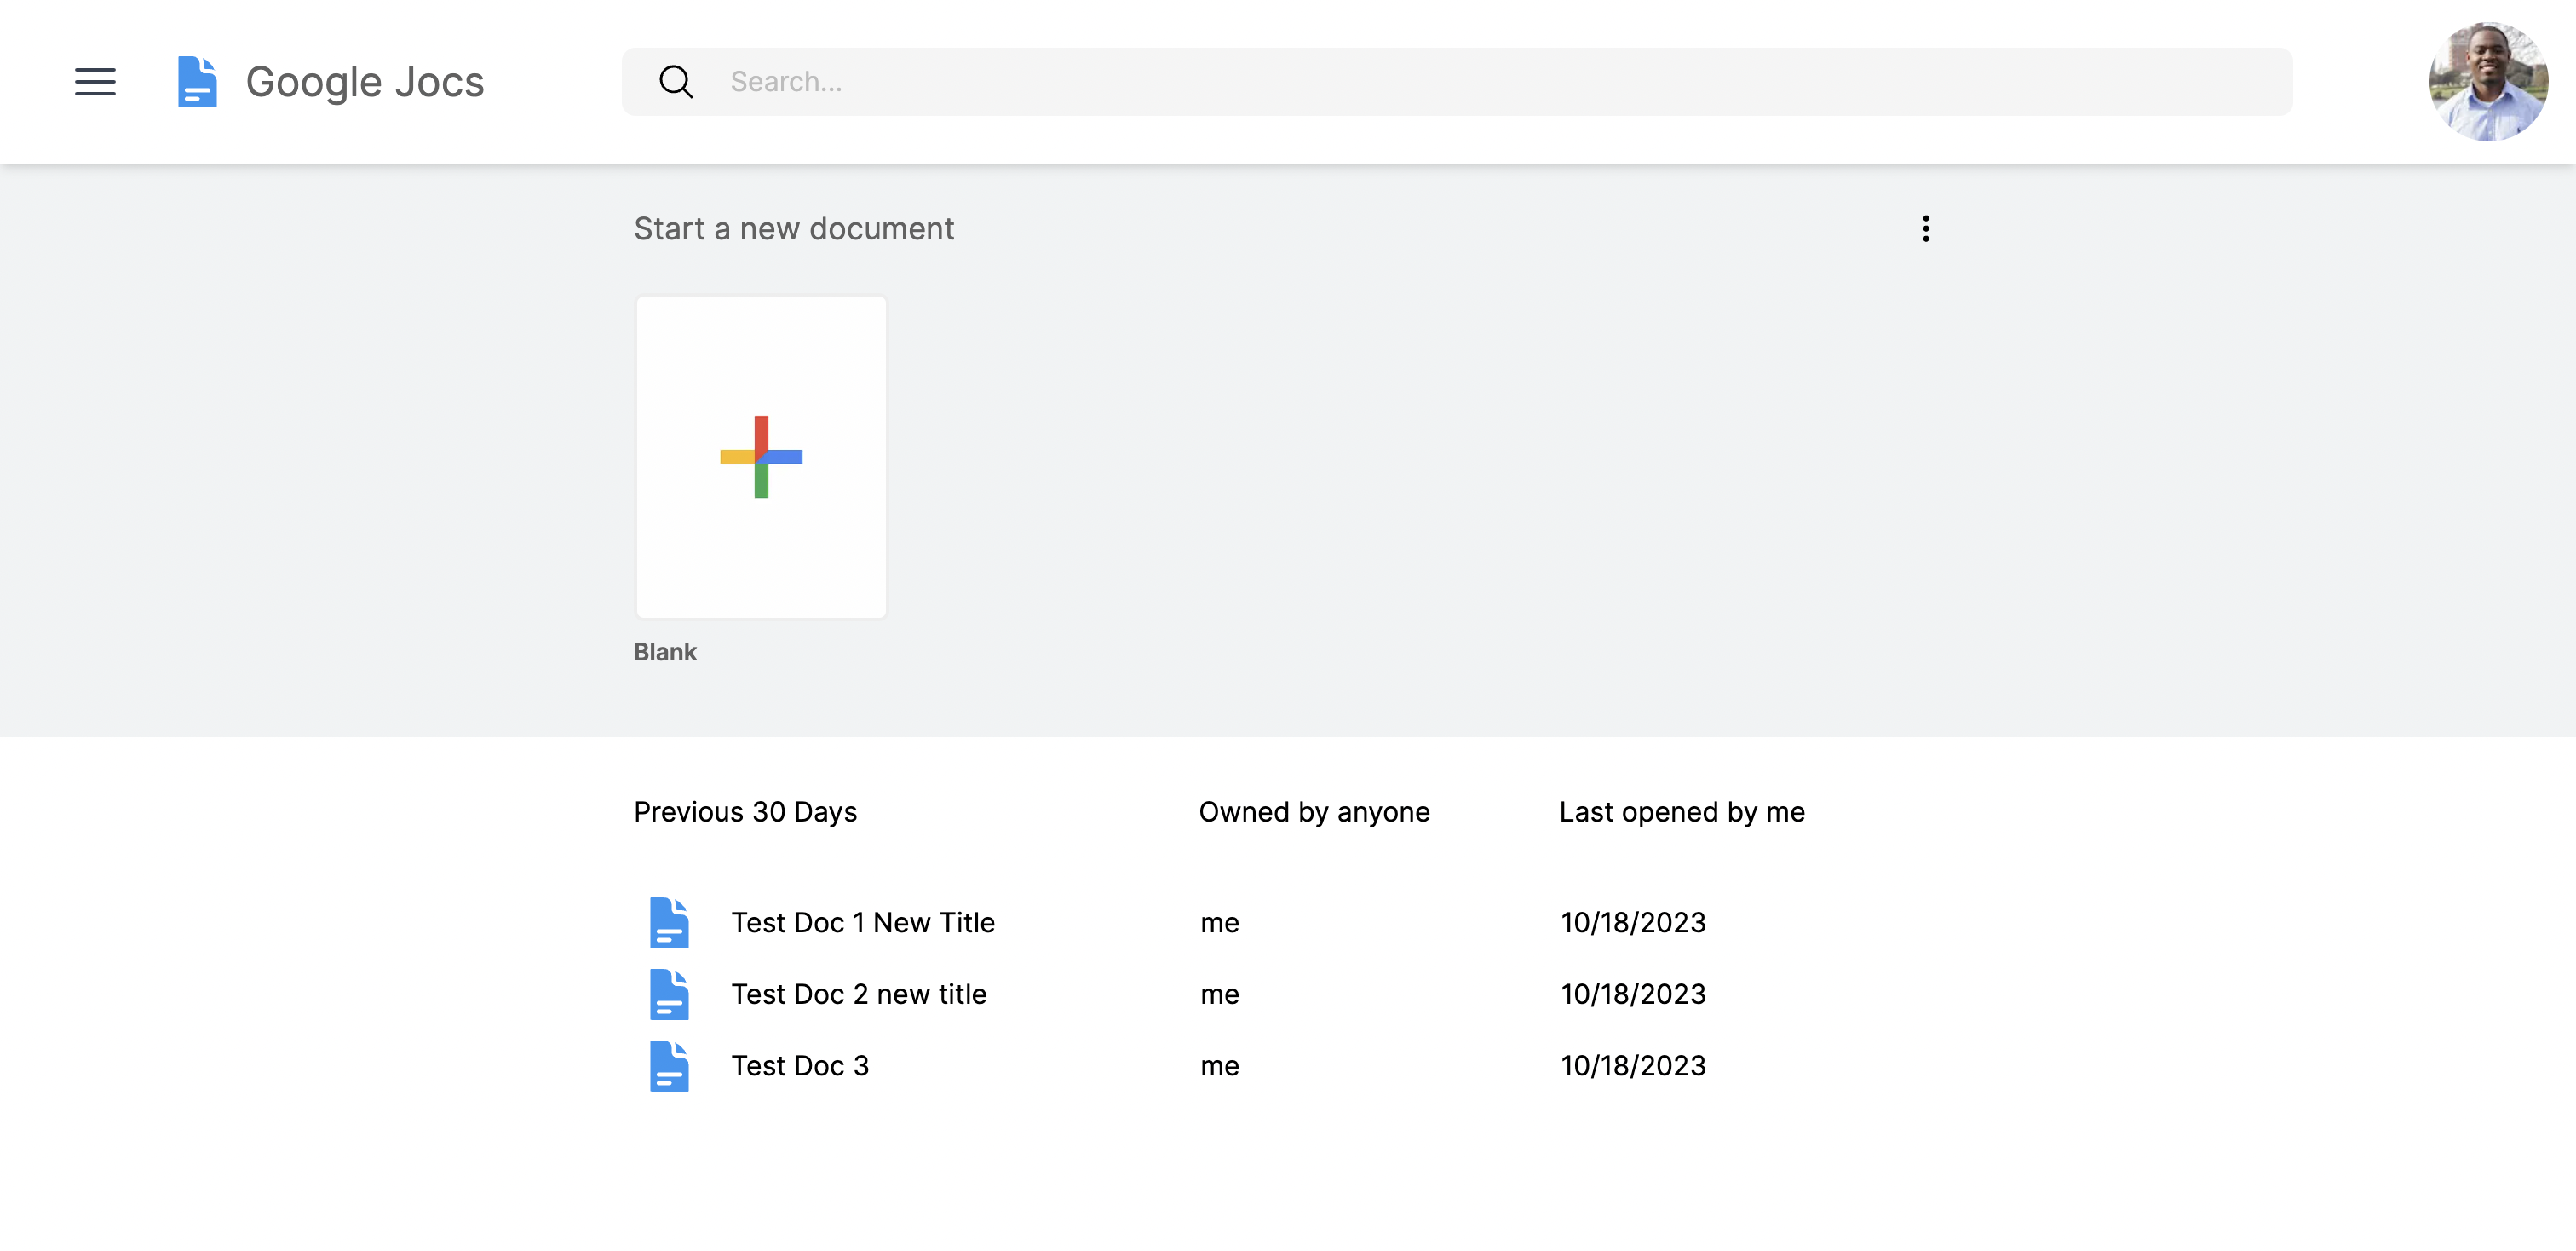 Google Jocs
Search...
Start a new document
Blank
Previous 30 Days Owned by anyone Last opened by me
Test Doc 1 New Title me 10/18/2023
Test Doc 2 new title me 10/18/2023
Test Doc 3 me 10/18/2023